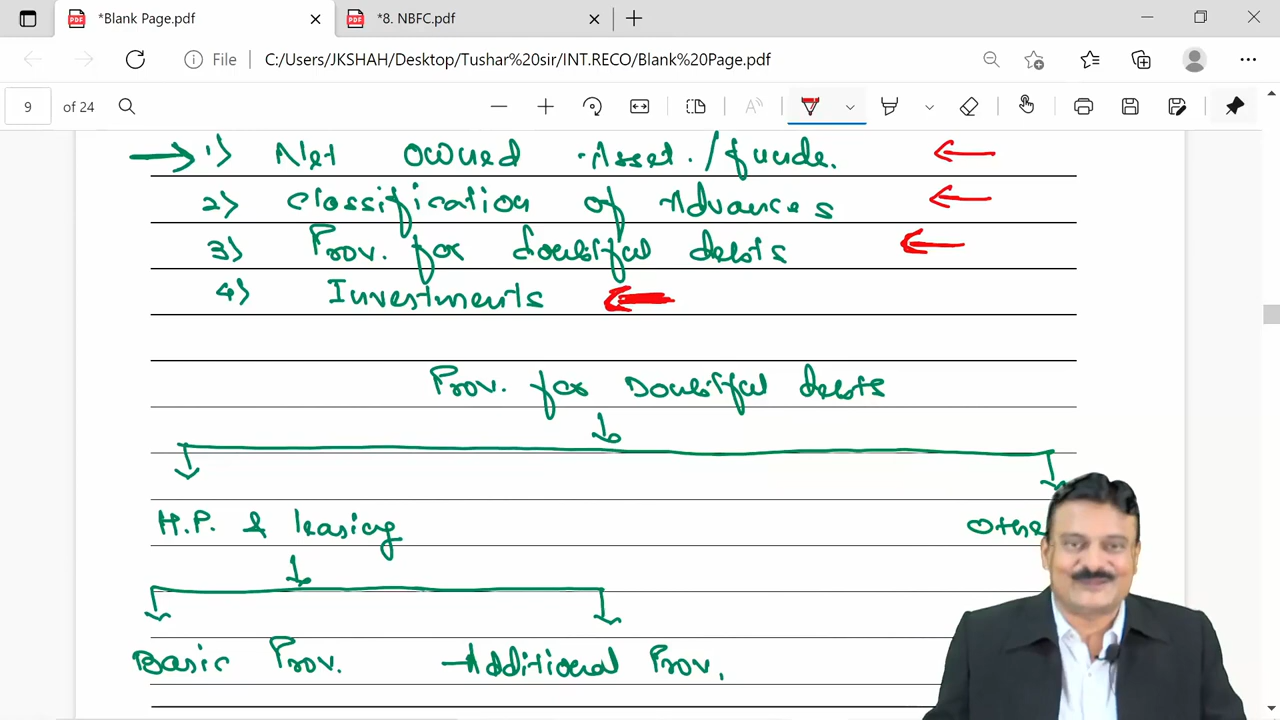 *Blank Page.pdf
*8. NBFC.pdf
File C:/Users/JKSHAH/Desktop/Tushar%20sir/INT.RECO/Blank%20Page.pdf
9 of 24
1) Net owned Asset./funde.
2) Classification of Advances
3) Prov. for doubtful debts
4) Investments
Prov. for Doubtful debts
H.P. & leasing
Othe
Basic Prov. Additional Prov.